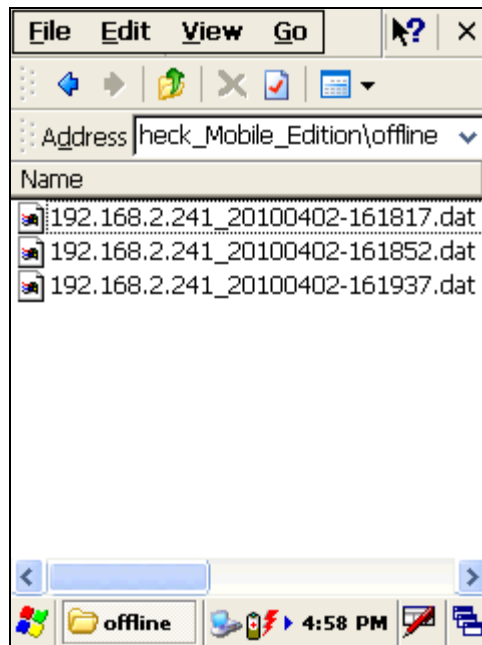 File Edit View Go ?
Address heck_Mobile_Edition\offline
Name
192.168.2.241_20100402-161817.dat
192.168.2.241_20100402-161852.dat
192.168.2.241_20100402-161937.dat
offline 4:58 PM